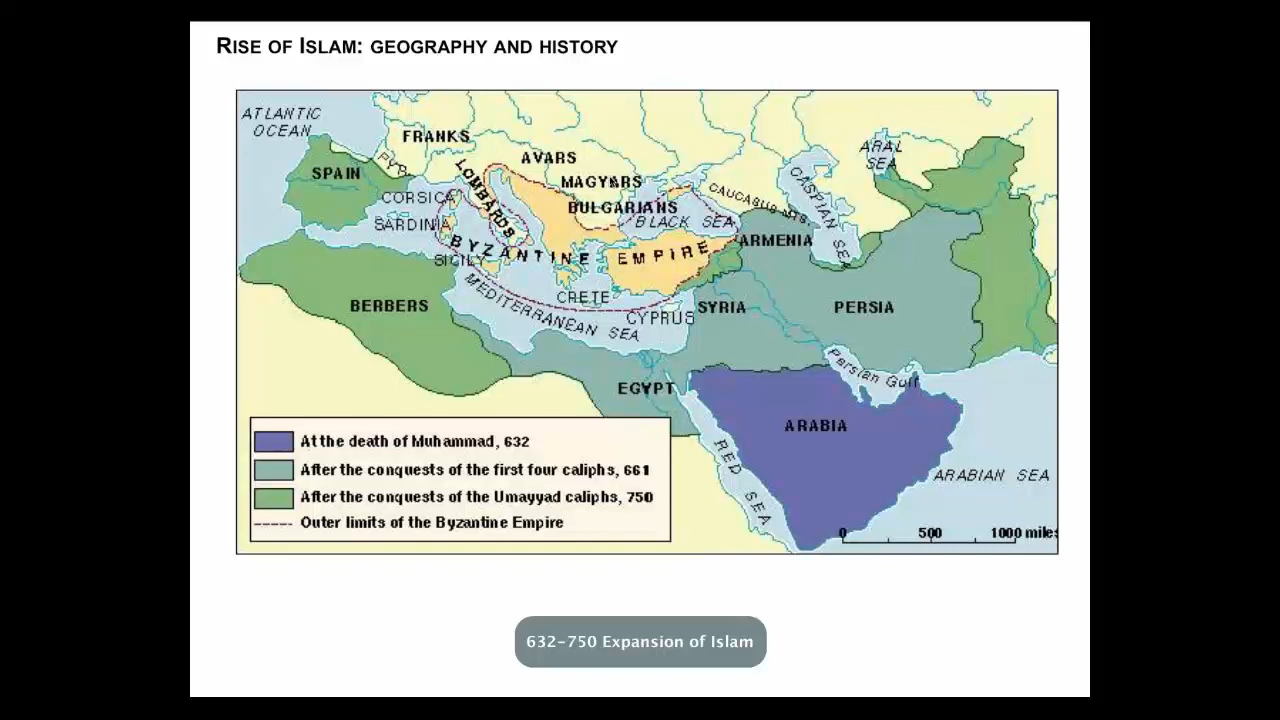 RISE OF ISLAM: GEOGRAPHY AND HISTORY
ATLANTIC
OCEAN
FRANKS
AVARS
ARAL
SEA
PYR.
SPAIN
LOMBARDS
MAGYARS
CASPIAN SEA
CAUCASUS MTS.
CORSICA
BULGARIANS
SARDINIA
BLACK SEA
BYZANTINE EMPIRE
ARMENIA
SICILY
CRETE
MEDITERRANEAN SEA
CYPRUS
BERBERS
SYRIA
PERSIA
Persian Gulf
EGYPT
ARABIA
RED SEA
ARABIAN SEA
At the death of Muhammad, 632
After the conquests of the first four caliphs, 661
After the conquests of the Umayyad caliphs, 750
Outer limits of the Byzantine Empire
0 500 1000 miles
632-750 Expansion of Islam